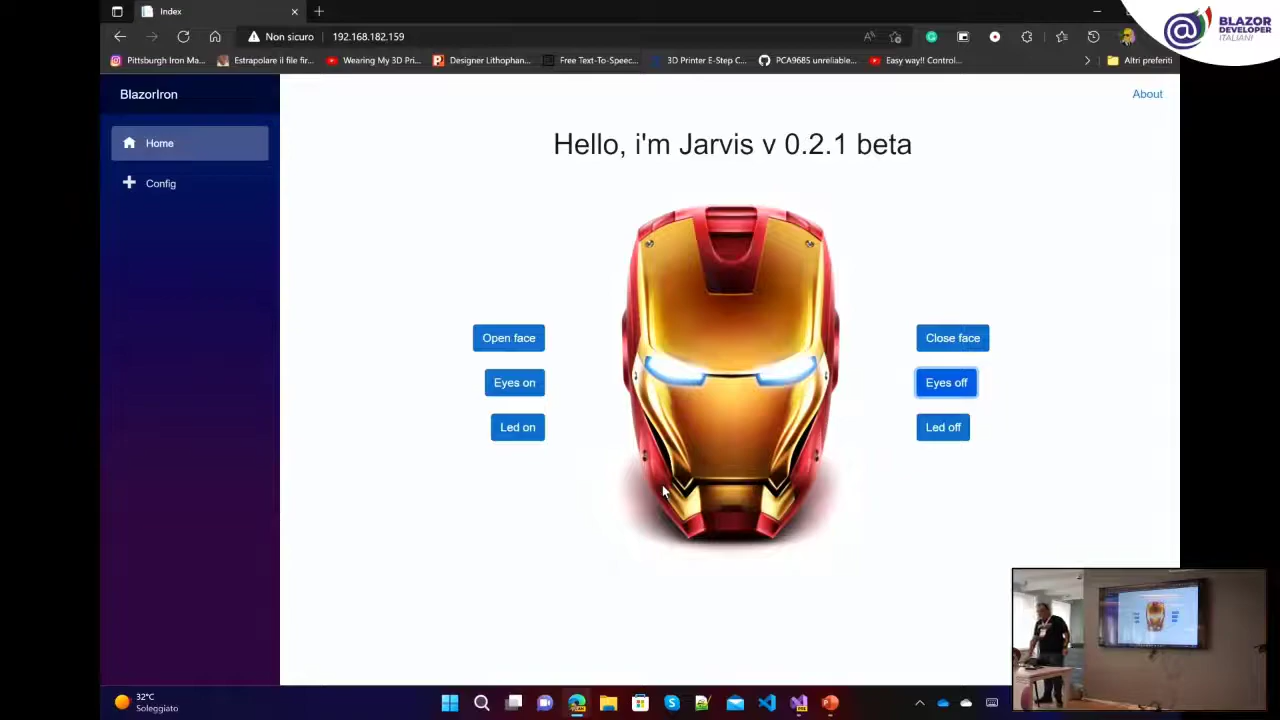 Index
Non sicuro
192.168.182.159
Pittsburgh Iron Ma...
Estrapolare il file fir...
Wearing My 3D Pri...
Designer Lithophan...
Free Text-To-Speec...
3D Printer E-Step C...
PCA9685 unreliable...
Easy way!! Control...
Altri preferiti
BLAZOR
DEVELOPER
ITALIANI
BlazorIron
About
Home
Config
Hello, i'm Jarvis v 0.2.1 beta
Open face
Close face
Eyes on
Eyes off
Led on
Led off
32°C
Soleggiato